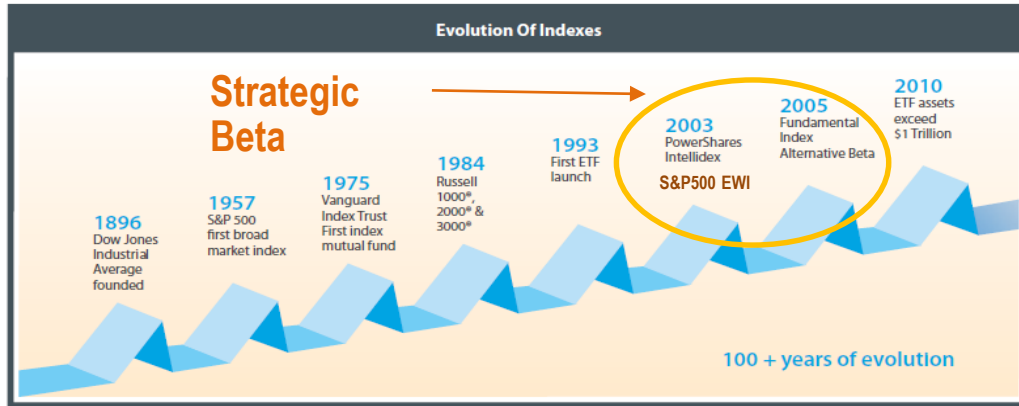 Evolution Of Indexes
Strategic
Beta
1896
Dow Jones
Industrial
Average
founded
1957
S&P 500
first broad
market index
1975
Vanguard
Index Trust
First index
mutual fund
1984
Russell
1000®,
2000® &
3000®
1993
First ETF
launch
2003
PowerShares
Intellidex
S&P500 EWI
2005
Fundamental
Index
Alternative Beta
2010
ETF assets
exceed
$1 Trillion
100 + years of evolution